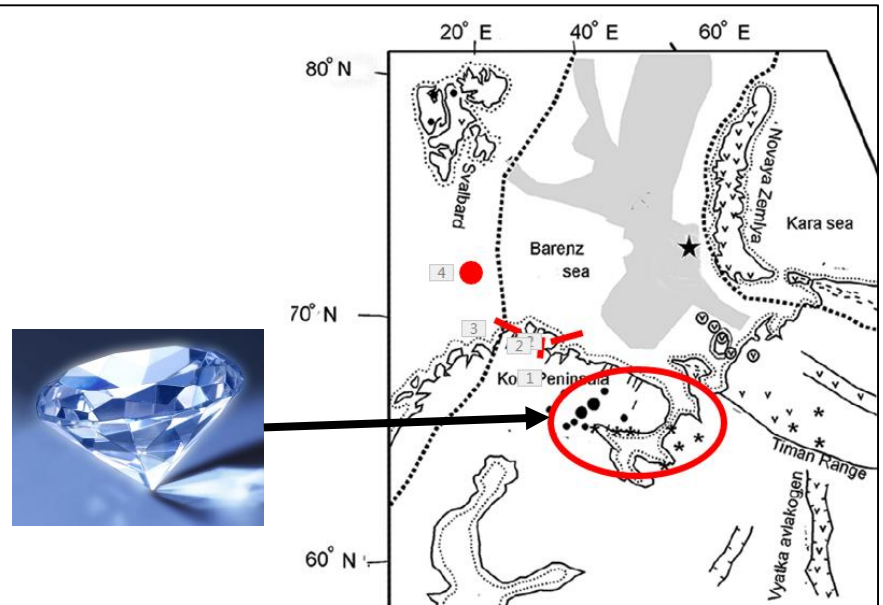 20° E 40° E 60° E
80° N
Svalbard
Novaya Zemlya
Kara sea
Barenz
sea
4
70° N
3
2
1
Peninsula
Timan Range
Vyatka avlakogen
60° N